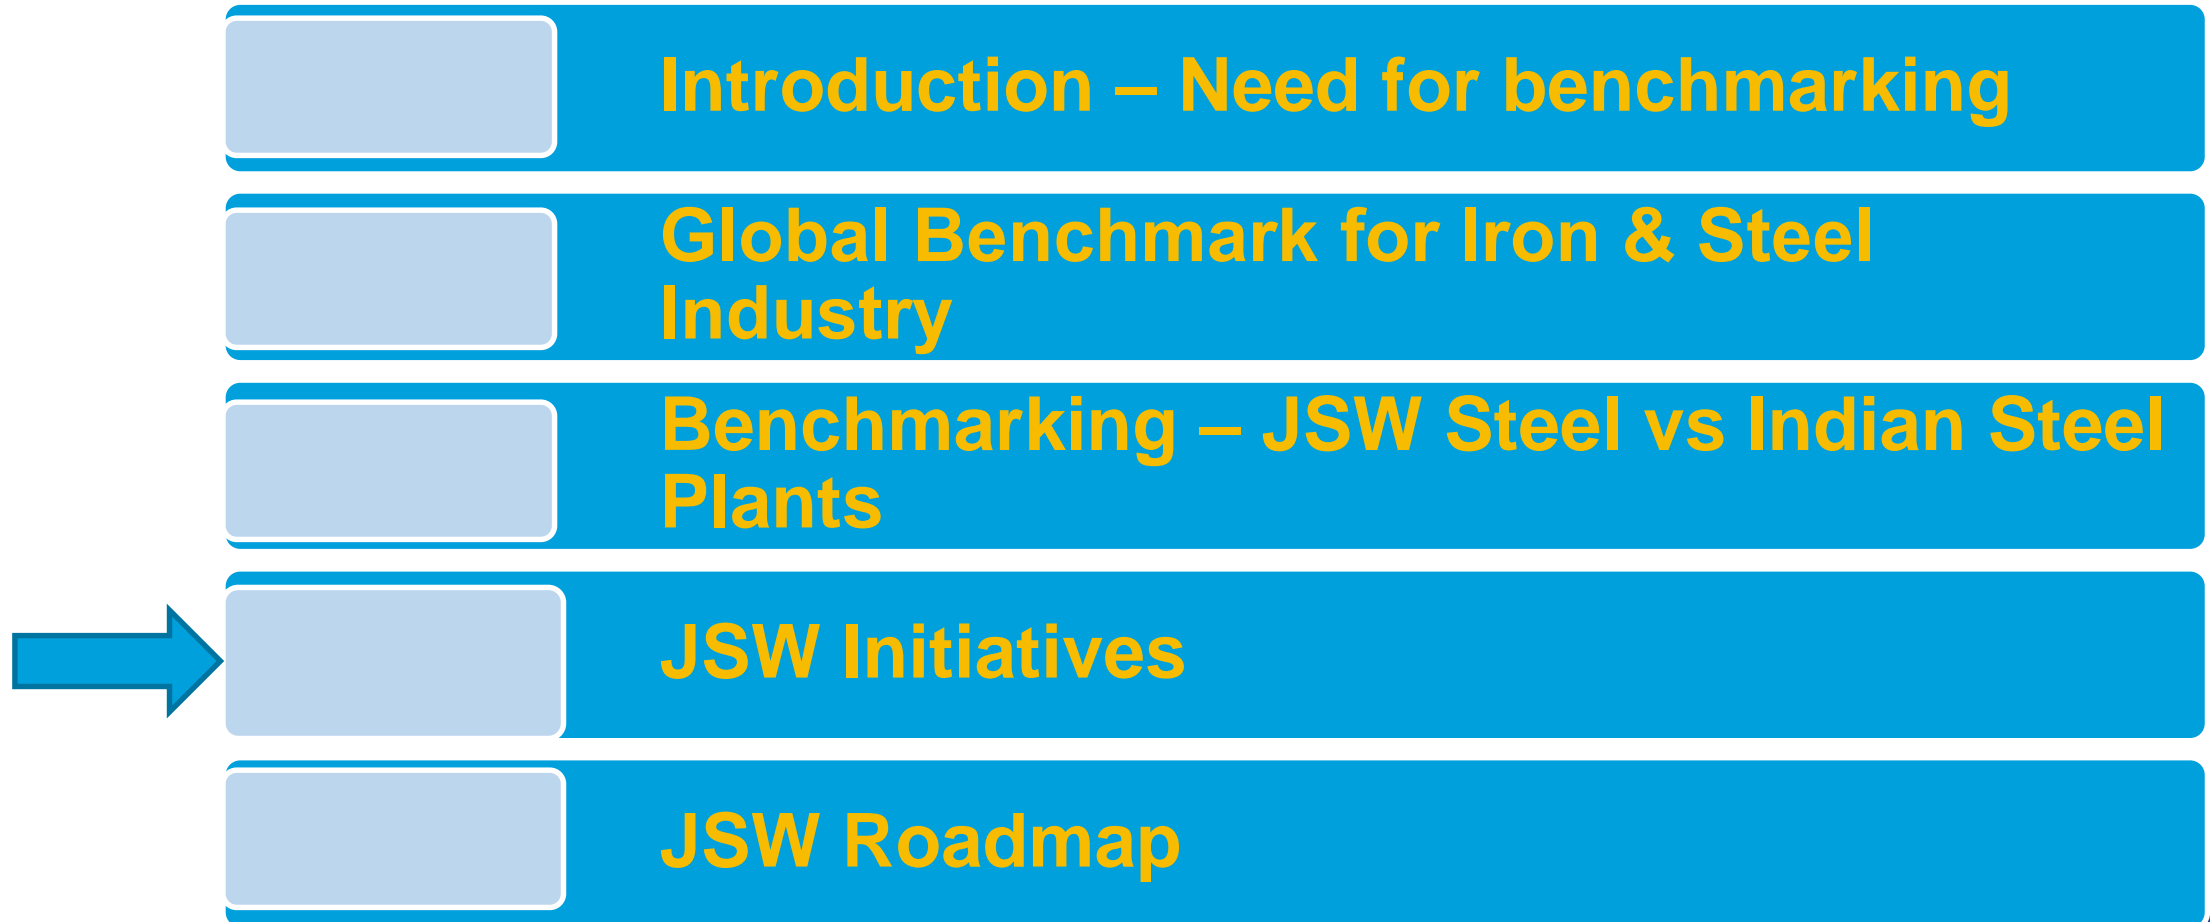 Introduction – Need for benchmarking
Global Benchmark for Iron & Steel
Industry
Benchmarking – JSW Steel vs Indian Steel
Plants
JSW Initiatives
JSW Roadmap